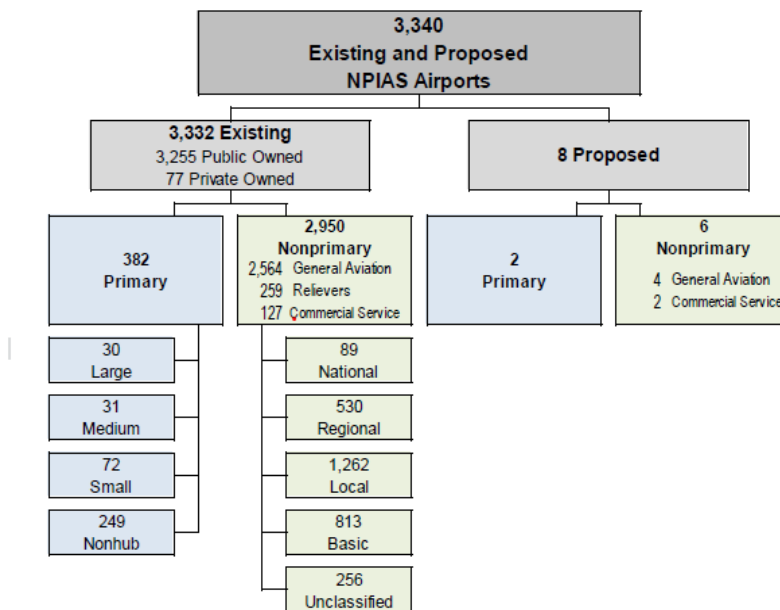 3,340
Existing and Proposed
NPIAS Airports
3,332 Existing
3,255 Public Owned
77 Private Owned
8 Proposed
382
Primary
2,950
Nonprimary
2,564 General Aviation
259 Relievers
127 Commercial Service
2
Primary
6
Nonprimary
4 General Aviation
2 Commercial Service
30
Large
31
Medium
72
Small
249
Nonhub
89
National
530
Regional
1,262
Local
813
Basic
256
Unclassified